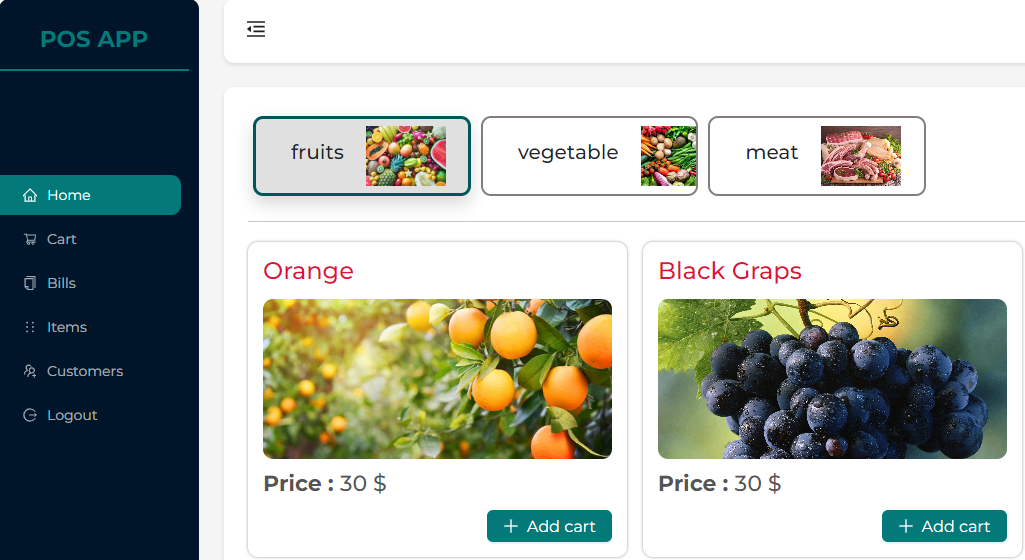 POS APP
Home
Cart
Bills
Items
Customers
Logout
fruits
vegetable
meat
Orange
Price : 30 $
+ Add cart
Black Graps
Price : 30 $
+ Add cart